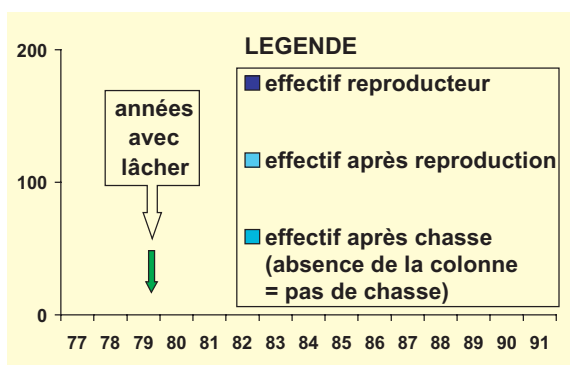 LEGENDE
200
effectif reproducteur
années
avec
lâcher
effectif après reproduction
100
effectif après chasse
(absence de la colonne
= pas de chasse)
0
77 78 79 80 81 82 83 84 85 86 87 88 89 90 91